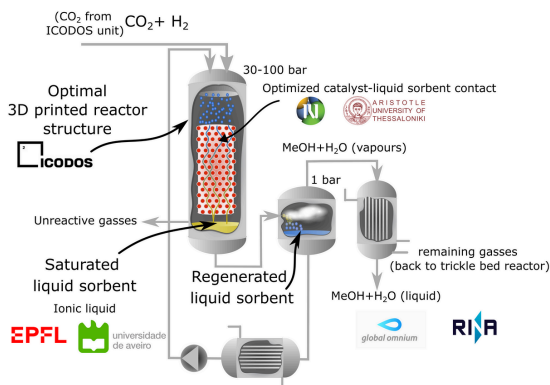 (CO₂ from
ICODOS unit)
CO₂+ H₂
30-100 bar
Optimized catalyst-liquid sorbent contact
Optimal
3D printed reactor
structure
ICODOS
N
ARISTOTLE
UNIVERSITY OF
THESSALONIKI
MeOH+H₂O (vapours)
1 bar
Unreactive gasses
Saturated
liquid sorbent
Regenerated
liquid sorbent
remaining gasses
(back to trickle bed reactor)
MeOH+H₂O (liquid)
Ionic liquid
EPFL
universidade
de aveiro
global omnium
RINA